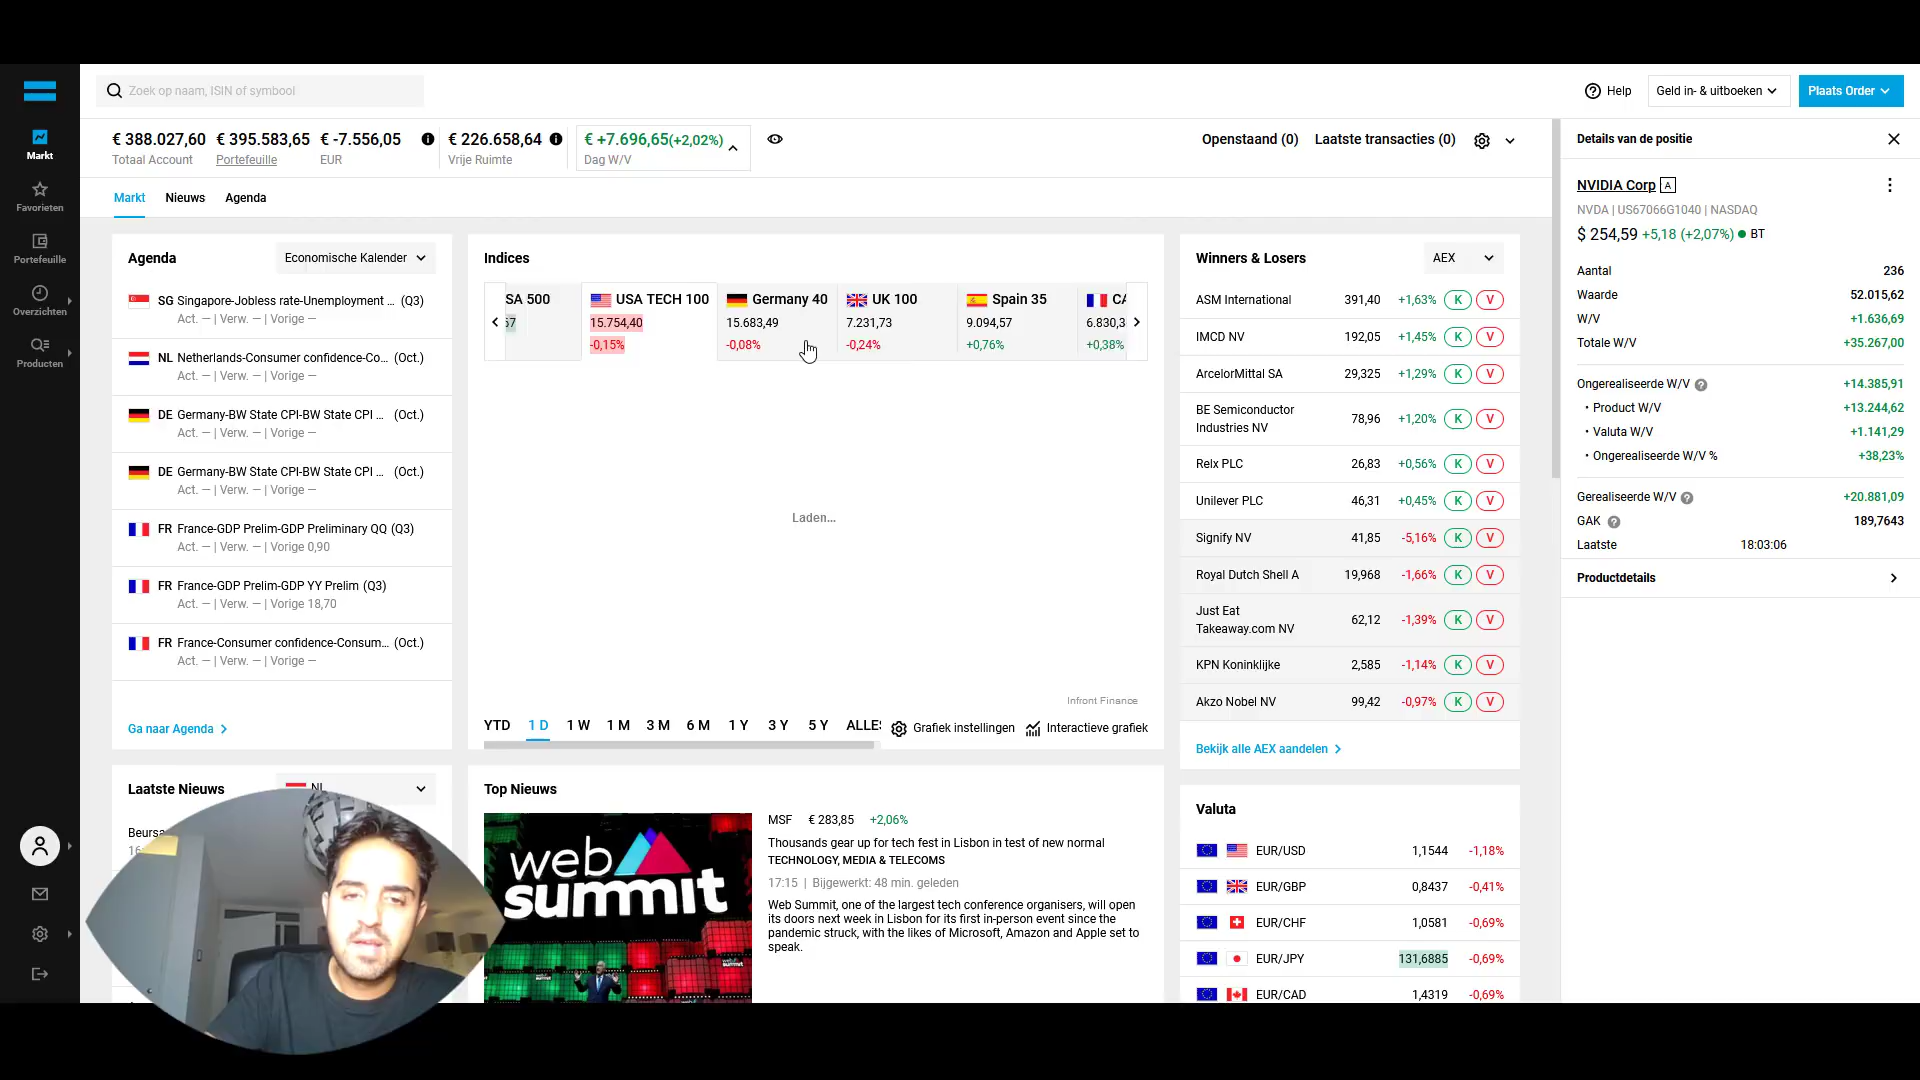 Zoek op naam, ISIN of symbool
Help
Geld in- & uitboeken
Plaats Order
€ 388.027,60
€ 395.583,65
€ -7.556,05
€ 226.658,64
€ +7.696,65(+2,02%)
Totaal Account
Portefeuille
EUR
Vrije Ruimte
Dag W/V
Openstaand (0)
Laatste transacties (0)
Markt
Favorieten
Portefeuille
Overzichten
Producten
Markt
Nieuws
Agenda
Agenda
Economische Kalender
SG Singapore-Jobless rate-Unemployment ... (Q3)
Act. — | Verw. — | Vorige —
NL Netherlands-Consumer confidence-Co... (Oct.)
Act. — | Verw. — | Vorige —
DE Germany-BW State CPI-BW State CPI ... (Oct.)
Act. — | Verw. — | Vorige —
DE Germany-BW State CPI-BW State CPI ... (Oct.)
Act. — | Verw. — | Vorige —
FR France-GDP Prelim-GDP Preliminary QQ (Q3)
Act. — | Verw. — | Vorige 0,90
FR France-GDP Prelim-GDP YY Prelim (Q3)
Act. — | Verw. — | Vorige 18,70
FR France-Consumer confidence-Consum... (Oct.)
Act. — | Verw. — | Vorige —
Ga naar Agenda
Indices
SA 500
57
USA TECH 100
15.754,40
-0,15%
Germany 40
15.683,49
-0,08%
UK 100
7.231,73
-0,24%
Spain 35
9.094,57
+0,76%
CA
6.830,3
+0,38%
Laden...
Infront Finance
YTD 1 D 1 W 1 M 3 M 6 M 1 Y 3 Y 5 Y ALLES
Grafiek instellingen
Interactieve grafiek
Winners & Losers
AEX
ASM International 391,40 +1,63% K V
IMCD NV 192,05 +1,45% K V
ArcelorMittal SA 29,325 +1,29% K V
BE Semiconductor
Industries NV 78,96 +1,20% K V
Relx PLC 26,83 +0,56% K V
Unilever PLC 46,31 +0,45% K V
Signify NV 41,85 -5,16% K V
Royal Dutch Shell A 19,968 -1,66% K V
Just Eat
Takeaway.com NV 62,12 -1,39% K V
KPN Koninklijke 2,585 -1,14% K V
Akzo Nobel NV 99,42 -0,97% K V
Bekijk alle AEX aandelen
Laatste Nieuws
NL
Beursa
16:
Top Nieuws
web
summit
MSF € 283,85 +2,06%
Thousands gear up for tech fest in Lisbon in test of new normal
TECHNOLOGY, MEDIA & TELECOMS
17:15 | Bijgewerkt: 48 min. geleden
Web Summit, one of the largest tech conference organisers, will open
its doors next week in Lisbon for its first in-person event since the
pandemic struck, with the likes of Microsoft, Amazon and Apple set to
speak.
Valuta
EUR/USD 1,1544 -1,18%
EUR/GBP 0,8437 -0,41%
EUR/CHF 1,0581 -0,69%
EUR/JPY 131,6885 -0,69%
EUR/CAD 1,4319 -0,69%
Details van de positie
NVIDIA Corp A
NVDA | US67066G1040 | NASDAQ
$ 254,59 +5,18 (+2,07%) BT
Aantal 236
Waarde 52.015,62
W/V +1.636,69
Totale W/V +35.267,00
Ongerealiseerde W/V +14.385,91
• Product W/V +13.244,62
• Valuta W/V +1.141,29
• Ongerealiseerde W/V % +38,23%
Gerealiseerde W/V +20.881,09
GAK 189,7643
Laatste 18:03:06
Productdetails